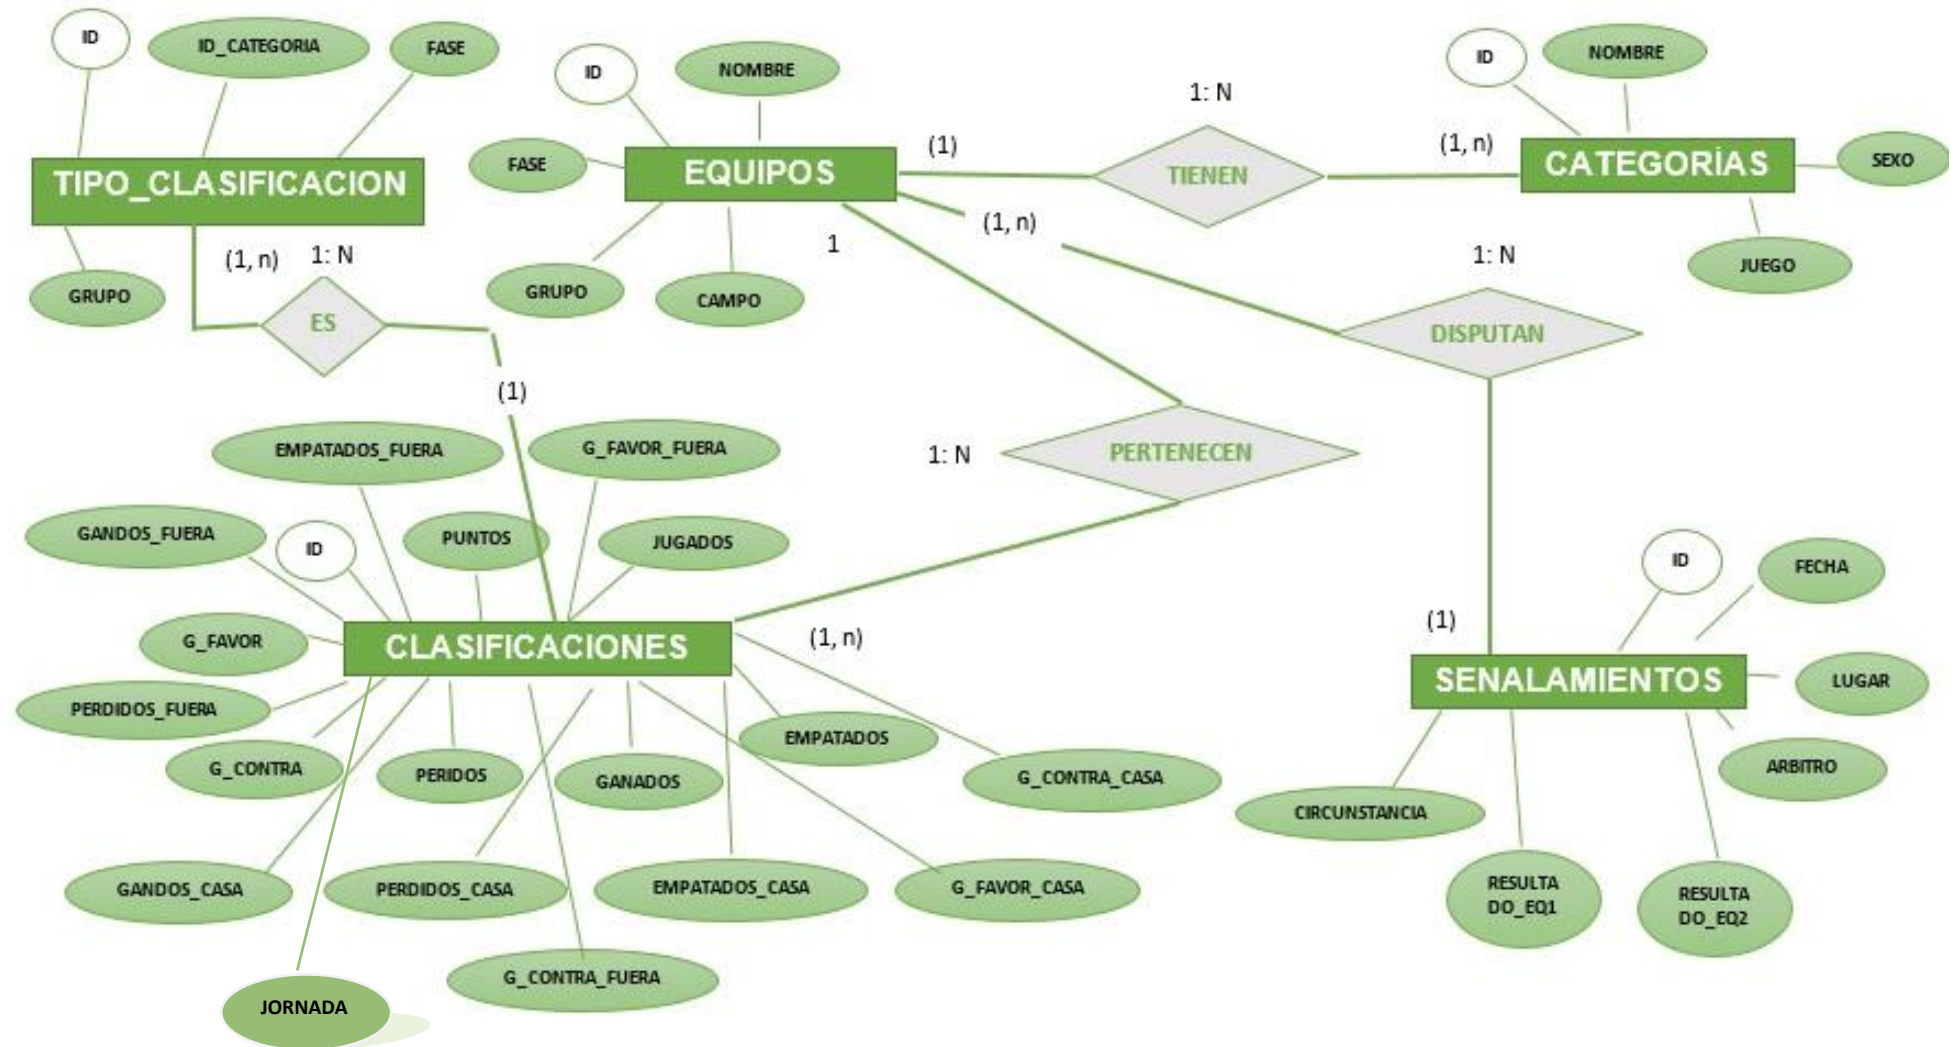 ID
ID_CATEGORIA
FASE
TIPO_CLASIFICACION
GRUPO
(1, n)
1: N
ES
(1)
ID
NOMBRE
FASE
EQUIPOS
GRUPO
CAMPO
(1)
1: N
TIENEN
(1, n)
ID
NOMBRE
CATEGORÍAS
SEXO
JUEGO
(1, n)
1
1: N
DISPUTAN
1: N
PERTENECEN
(1, n)
EMPATADOS_FUERA
G_FAVOR_FUERA
GANDOS_FUERA
ID
PUNTOS
JUGADOS
G_FAVOR
CLASIFICACIONES
PERDIDOS_FUERA
G_CONTRA
PERIDOS
GANADOS
EMPATADOS
G_CONTRA_CASA
GANDOS_CASA
PERDIDOS_CASA
EMPATADOS_CASA
G_FAVOR_CASA
G_CONTRA_FUERA
JORNADA
(1)
ID
FECHA
SENALAMIENTOS
LUGAR
ARBITRO
CIRCUNSTANCIA
RESULTA
DO_EQ1
RESULTA
DO_EQ2